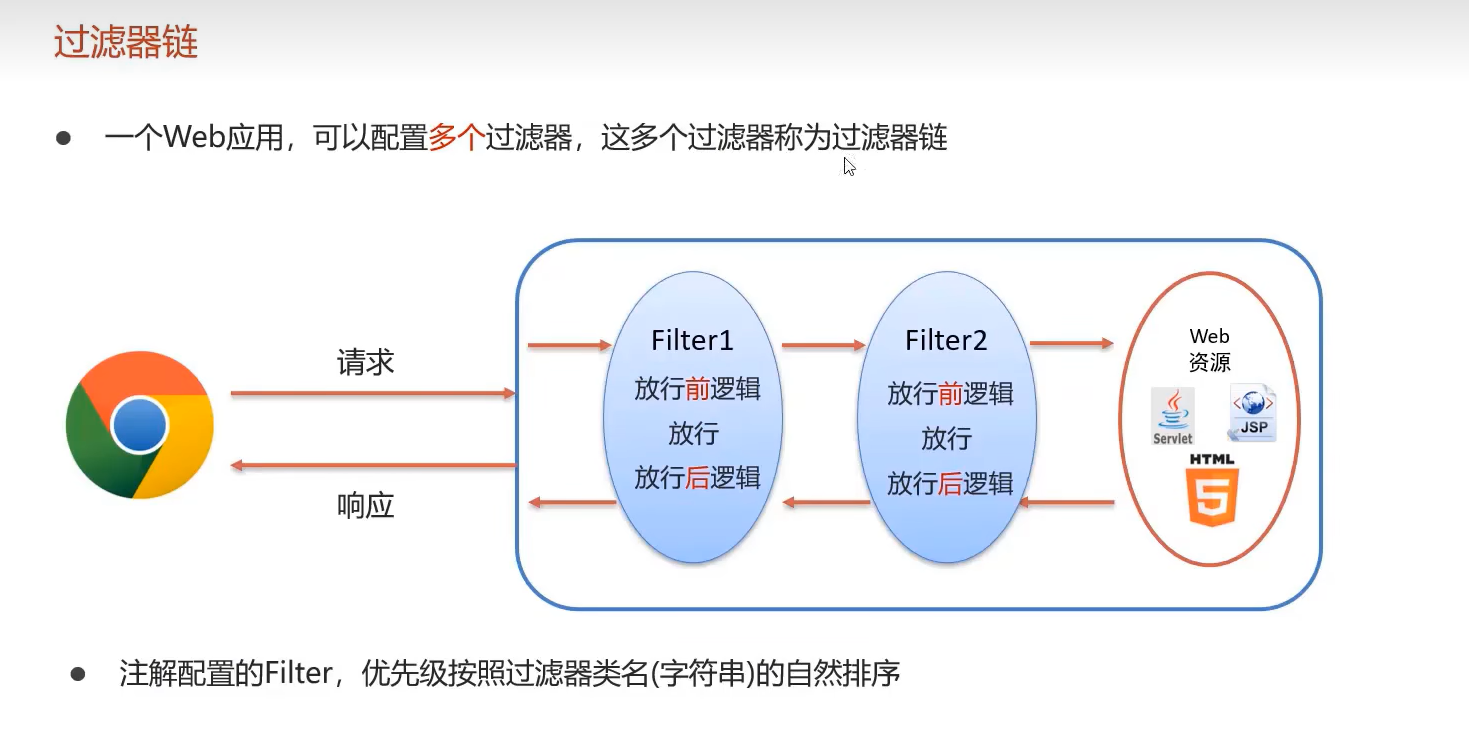 过滤器链
一个Web应用，可以配置多个过滤器，这多个过滤器称为过滤器链
请求
响应
Filter1
放行前逻辑
放行
放行后逻辑
Filter2
放行前逻辑
放行
放行后逻辑
Web
资源
Servlet
JSP
HTML
5
注解配置的Filter，优先级按照过滤器类名(字符串)的自然排序